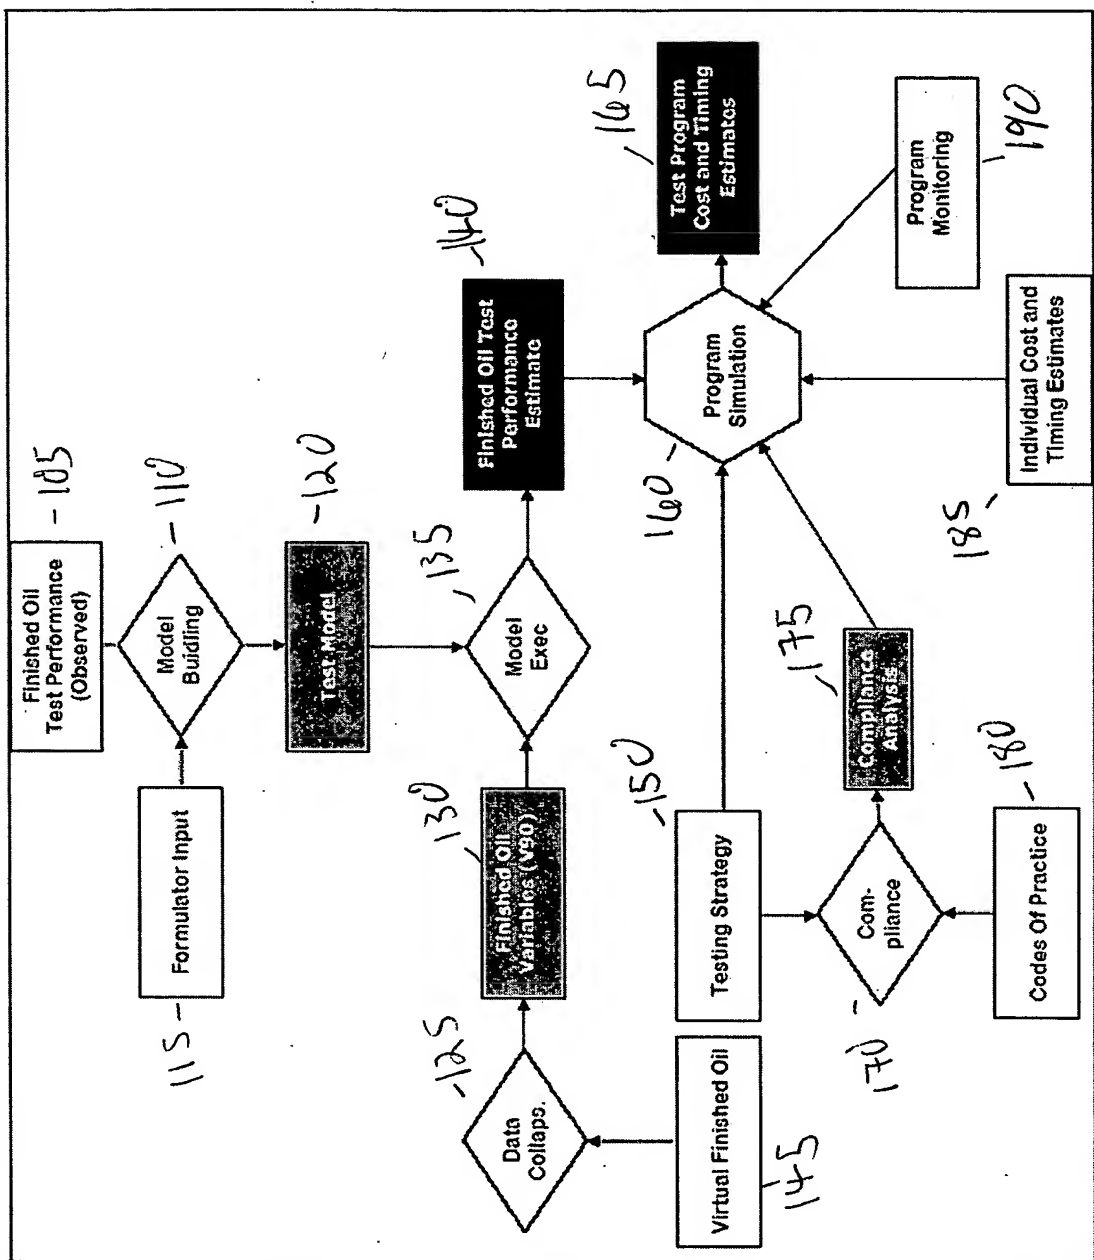 Finished Oil
Test Performance
(Observed)
105
Formulator Input
115
Model
Buidling
110
Test Model
120
Data
Collaps.
125
Finished Oil
Variables (V90)
130
Model
Exec
135
Finished Oil Test
Performance
Estimate
140
Virtual Finished Oil
145
Testing Strategy
150
Program
Simulation
160
Test Program
Cost and Timing
Estimates
165
Com-
pliance
170
Compliance
Analysis
175
Codes Of Practice
180
Individual Cost and
Timing Estimates
185
Program
Monitoring
190